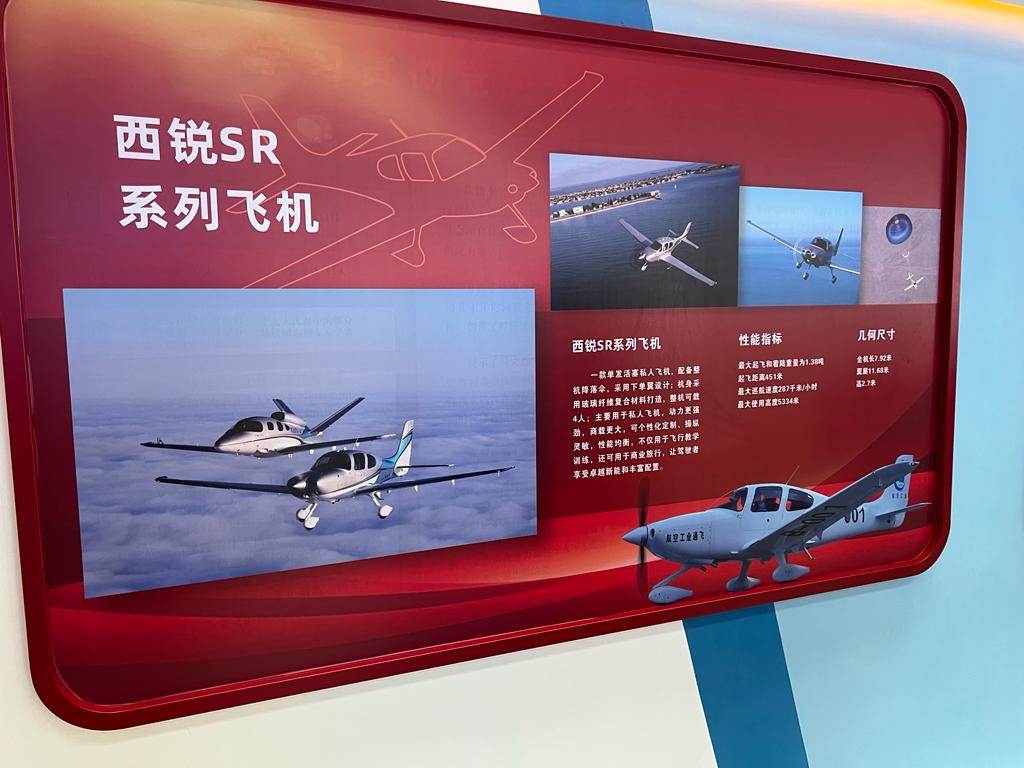 西锐SR
系列飞机
西锐SR系列飞机
一款单发活塞私人飞机，配备整
机降落伞，采用下单翼设计；机身采
用玻璃纤维复合材料打造，整机可载
4人；主要用于私人飞机，动力更强
劲，商载更大，可个性化定制、操纵
灵敏，性能均衡，不仅用于飞行教学
训练，还可用于商业旅行，让驾驶者
享受卓越新能和丰富配置。
性能指标
最大起飞和着陆重量为1.38吨
起飞距离451米
最大巡航速度287千米/小时
最大使用高度5334米
几何尺寸
全机长7.92米
翼展11.68米
高2.7米
航空工业通飞
001